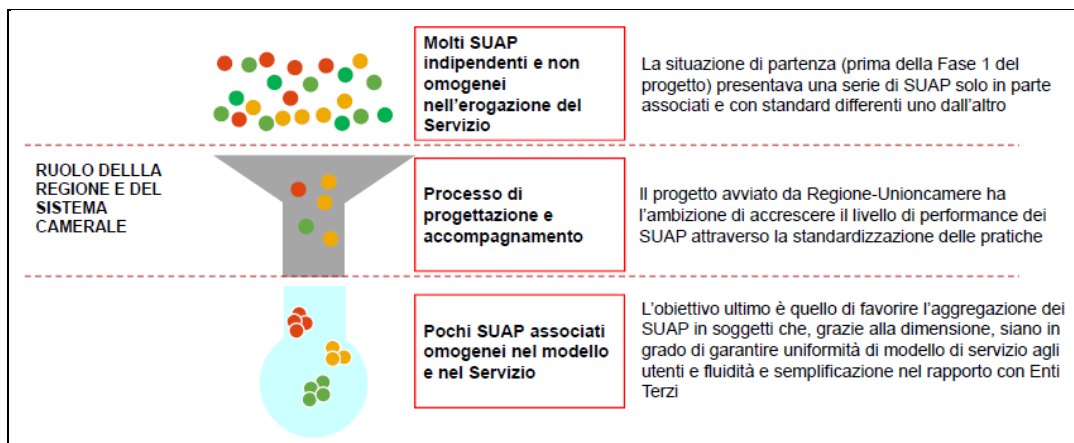 Molti SUAP
indipendenti e non
omogenei
nell'erogazione del
Servizio
La situazione di partenza (prima della Fase 1 del
progetto) presentava una serie di SUAP solo in parte
associati e con standard differenti uno dall'altro
RUOLO DELLLA
REGIONE E DEL
SISTEMA
CAMERALE
Processo di
progettazione e
accompagnamento
Il progetto avviato da Regione-Unioncamere ha
l'ambizione di accrescere il livello di performance dei
SUAP attraverso la standardizzazione delle pratiche
Pochi SUAP associati
omogenei nel modello
e nel Servizio
L'obiettivo ultimo è quello di favorire l'aggregazione dei
SUAP in soggetti che, grazie alla dimensione, siano in
grado di garantire uniformità di modello di servizio agli
utenti e fluidità e semplificazione nel rapporto con Enti
Terzi